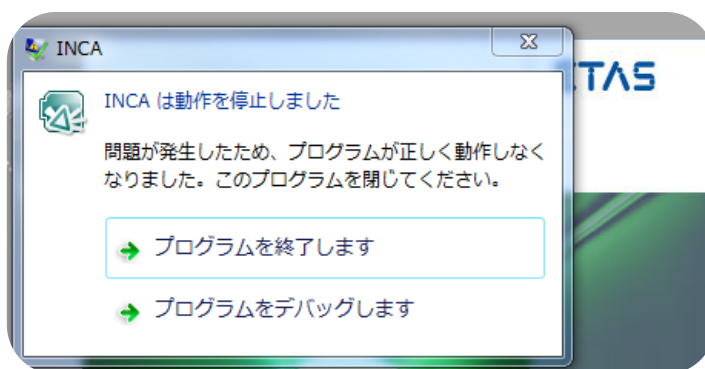 INCA
ETAS
INCA は動作を停止しました
問題が発生したため、プログラムが正しく動作しなく
なりました。このプログラムを閉じてください。
プログラムを終了します
プログラムをデバッグします